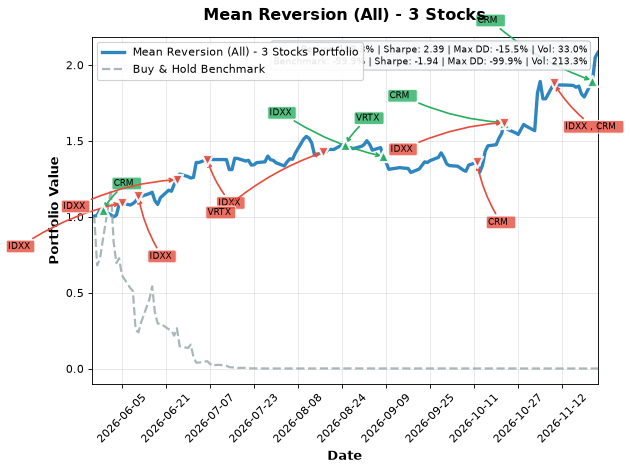 Mean Reversion (All) - 3 Stocks
CRM
Mean Reversion (All) - 3 Stocks Portfolio
Buy & Hold Benchmark
| Sharpe: 2.39 | Max DD: -15.5% | Vol: 33.0%
| Sharpe: -1.94 | Max DD: -99.9% | Vol: 213.3%
2.0
1.5
1.0
0.5
0.0
Portfolio Value
CRM
IDXX
VRTX
IDXX , CRM
IDXX
CRM
IDXX
IDXX
VRTX
CRM
IDXX
IDXX
2026-06-05
2026-06-21
2026-07-07
2026-07-23
2026-08-08
2026-08-24
2026-09-09
2026-09-25
2026-10-11
2026-10-27
2026-11-12
Date